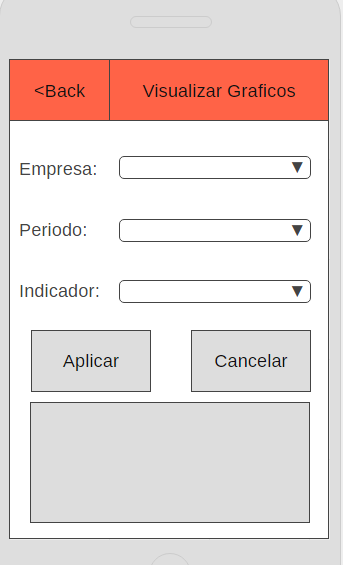 <Back
Visualizar Graficos
Empresa:
Periodo:
Indicador:
Aplicar
Cancelar